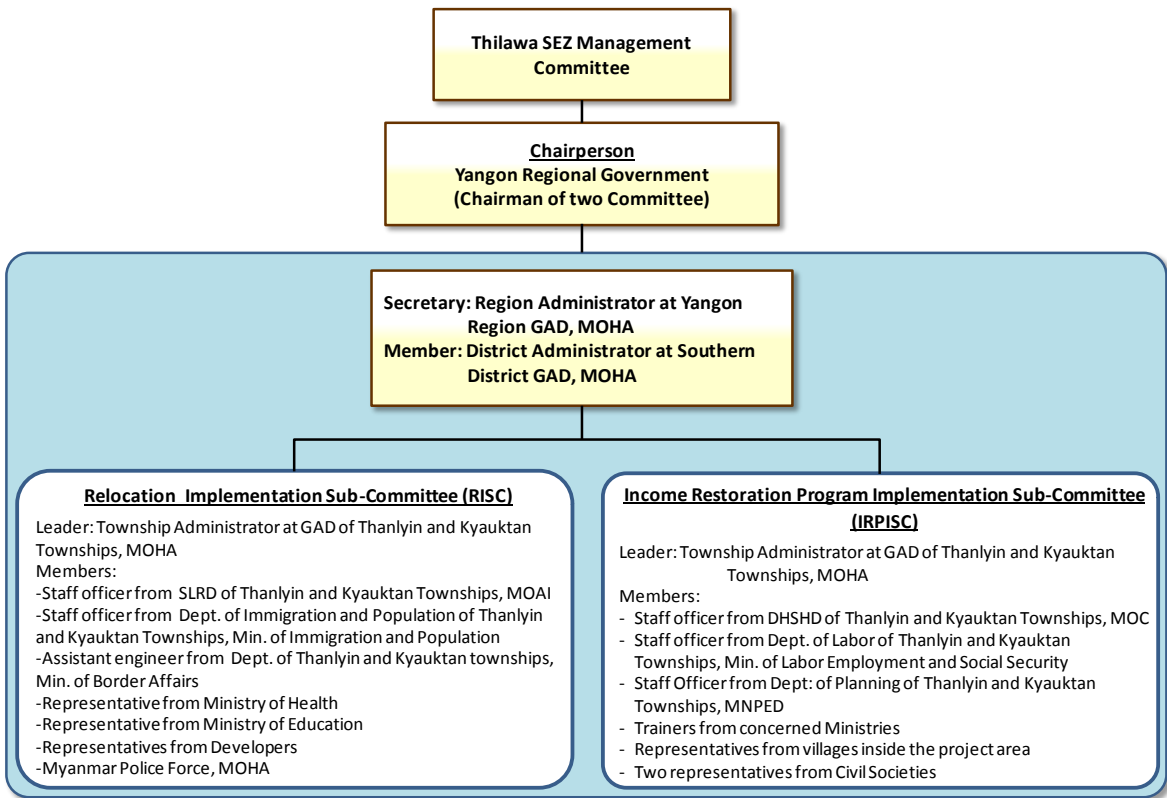 Thilawa SEZ Management
Committee
Chairperson
Yangon Regional Government
(Chairman of two Committee)
Secretary: Region Administrator at Yangon
Region GAD, MOHA
Member: District Administrator at Southern
District GAD, MOHA
Relocation Implementation Sub-Committee (RISC)
Leader: Township Administrator at GAD of Thanlyin and Kyauktan
Townships, MOHA
Members:
-Staff officer from SLRD of Thanlyin and Kyauktan Townships, MOAI
-Staff officer from Dept. of Immigration and Population of Thanlyin
and Kyauktan Townships, Min. of Immigration and Population
-Assistant engineer from Dept. of Thanlyin and Kyauktan townships,
Min. of Border Affairs
-Representative from Ministry of Health
-Representative from Ministry of Education
-Representatives from Developers
-Myanmar Police Force, MOHA
Income Restoration Program Implementation Sub-Committee
(IRPISC)
Leader: Township Administrator at GAD of Thanlyin and Kyauktan
Townships, MOHA
Members:
- Staff officer from DHSHD of Thanlyin and Kyauktan Townships, MOC
- Staff officer from Dept. of Labor of Thanlyin and Kyauktan
Townships, Min. of Labor Employment and Social Security
- Staff Officer from Dept: of Planning of Thanlyin and Kyauktan
Townships, MNPED
- Trainers from concerned Ministries
- Representatives from villages inside the project area
- Two representatives from Civil Societies